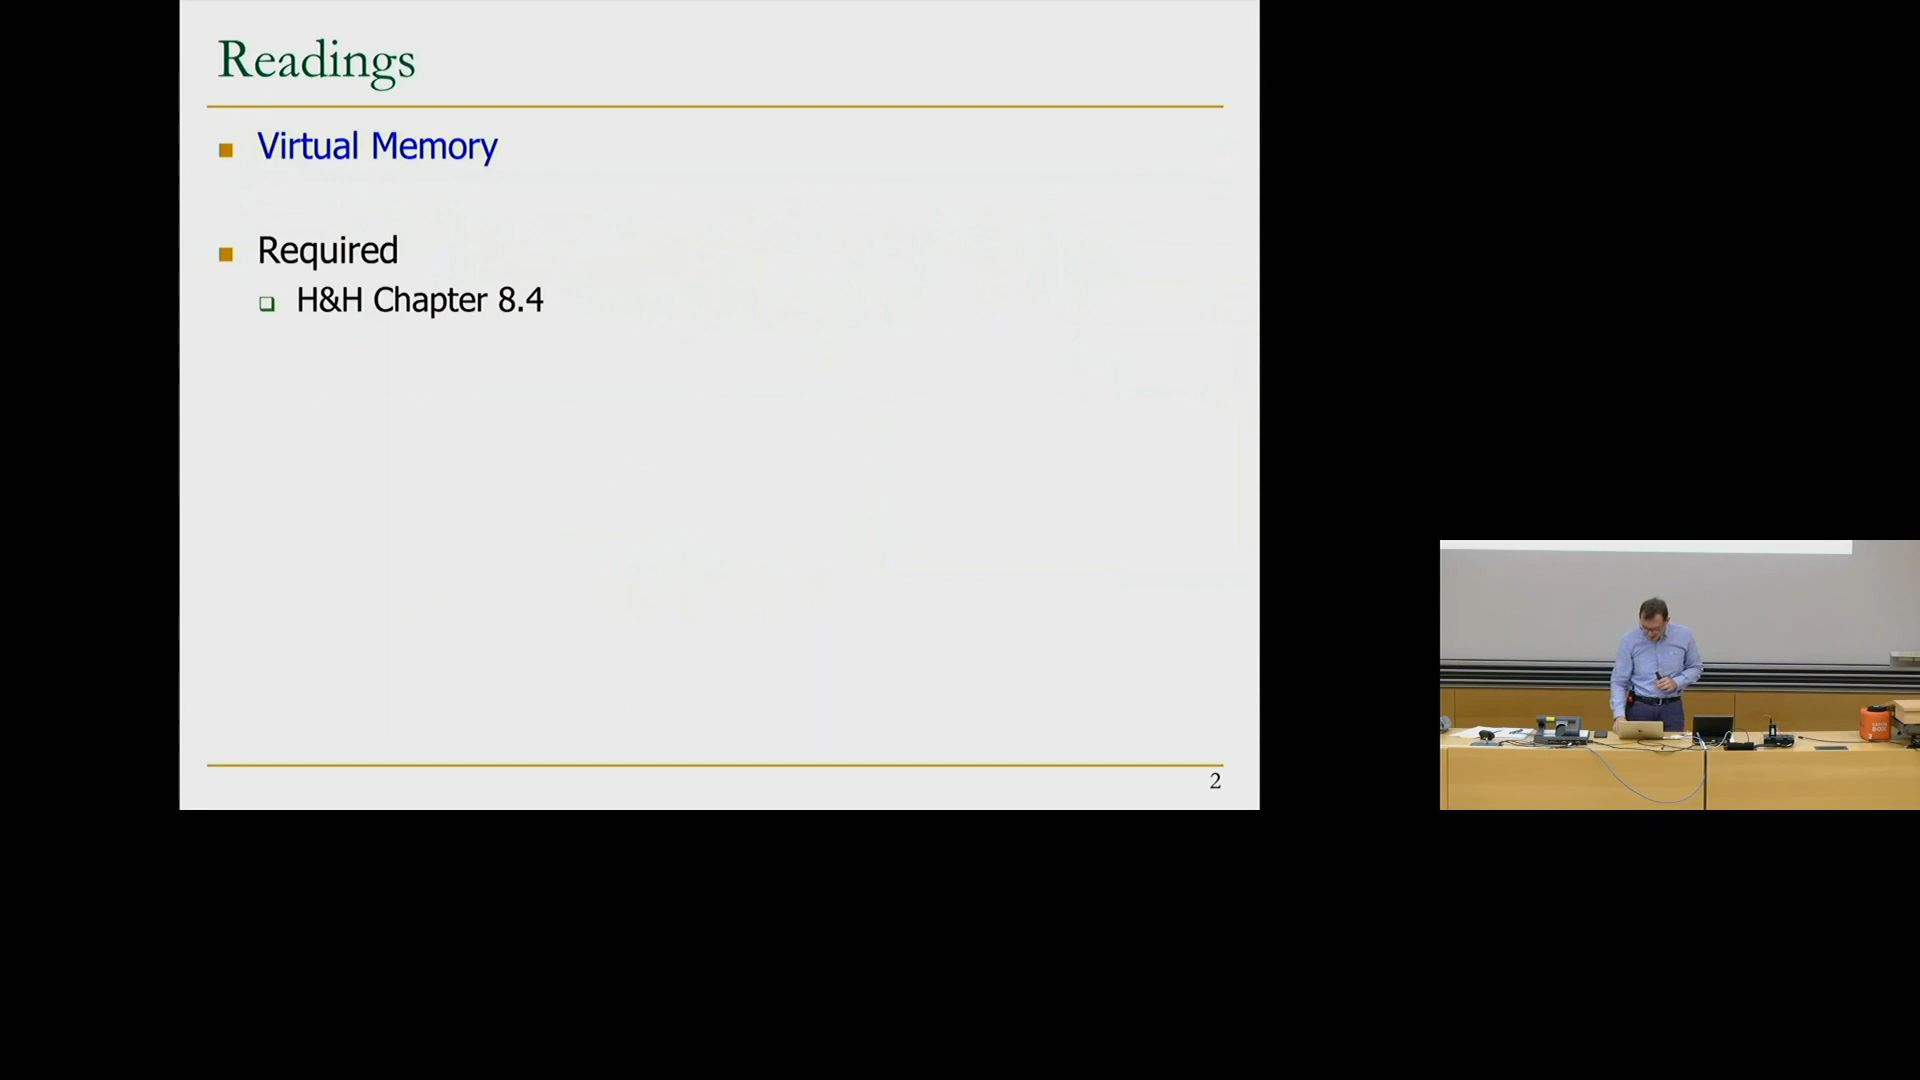 Readings
Virtual Memory
Required
H&H Chapter 8.4
2